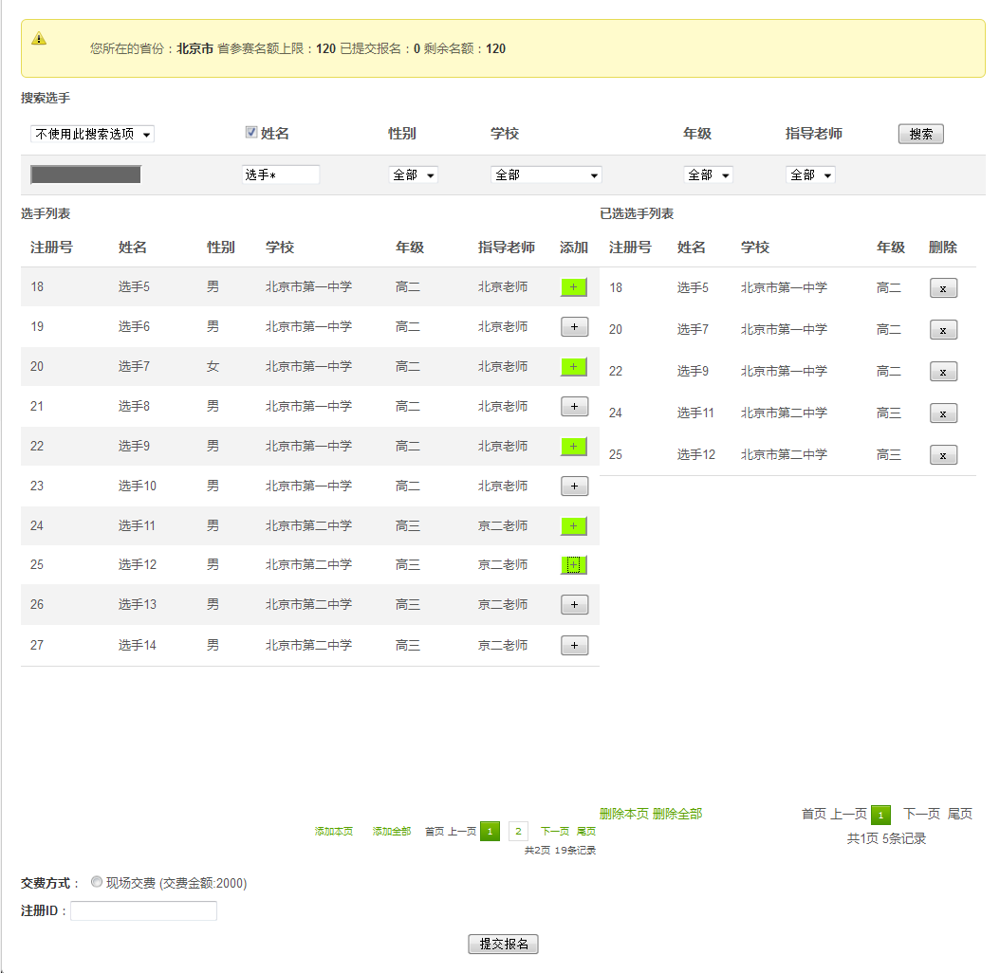 您所在的省份：北京市 省参赛名额上限：120 已提交报名：0 剩余名额：120
搜索选手
不使用此搜索选项 姓名 性别 学校 年级 指导老师 搜索
选手* 全部 全部 全部 全部
选手列表 已选选手列表
注册号 姓名 性别 学校 年级 指导老师 添加 注册号 姓名 学校 年级 删除
18 选手5 男 北京市第一中学 高二 北京老师 + 18 选手5 北京市第一中学 高二 x
19 选手6 男 北京市第一中学 高二 北京老师 + 20 选手7 北京市第一中学 高二 x
20 选手7 女 北京市第一中学 高二 北京老师 + 22 选手9 北京市第一中学 高二 x
21 选手8 男 北京市第一中学 高二 北京老师 + 24 选手11 北京市第二中学 高三 x
22 选手9 男 北京市第一中学 高二 北京老师 + 25 选手12 北京市第二中学 高三 x
23 选手10 男 北京市第一中学 高二 北京老师 +
24 选手11 男 北京市第二中学 高三 京二老师 +
25 选手12 男 北京市第二中学 高三 京二老师 +
26 选手13 男 北京市第二中学 高三 京二老师 +
27 选手14 男 北京市第二中学 高三 京二老师 +
删除本页 删除全部 首页 上一页 1 下一页 尾页
共1页 5条记录
添加本页 添加全部 首页 上一页 1 2 下一页 尾页
共2页 19条记录
交费方式： 现场交费 (交费金额:2000)
注册ID：
提交报名